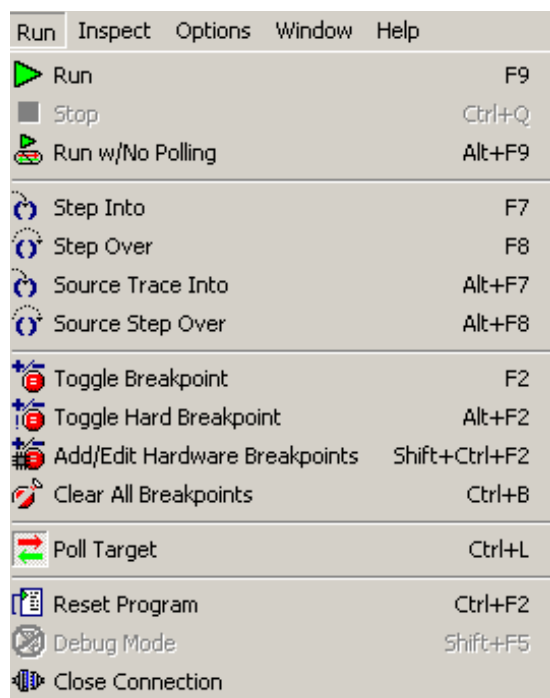 Run Inspect Options Window Help
Run F9
Stop Ctrl+Q
Run w/No Polling Alt+F9
Step Into F7
Step Over F8
Source Trace Into Alt+F7
Source Step Over Alt+F8
Toggle Breakpoint F2
Toggle Hard Breakpoint Alt+F2
Add/Edit Hardware Breakpoints Shift+Ctrl+F2
Clear All Breakpoints Ctrl+B
Poll Target Ctrl+L
Reset Program Ctrl+F2
Debug Mode Shift+F5
Close Connection